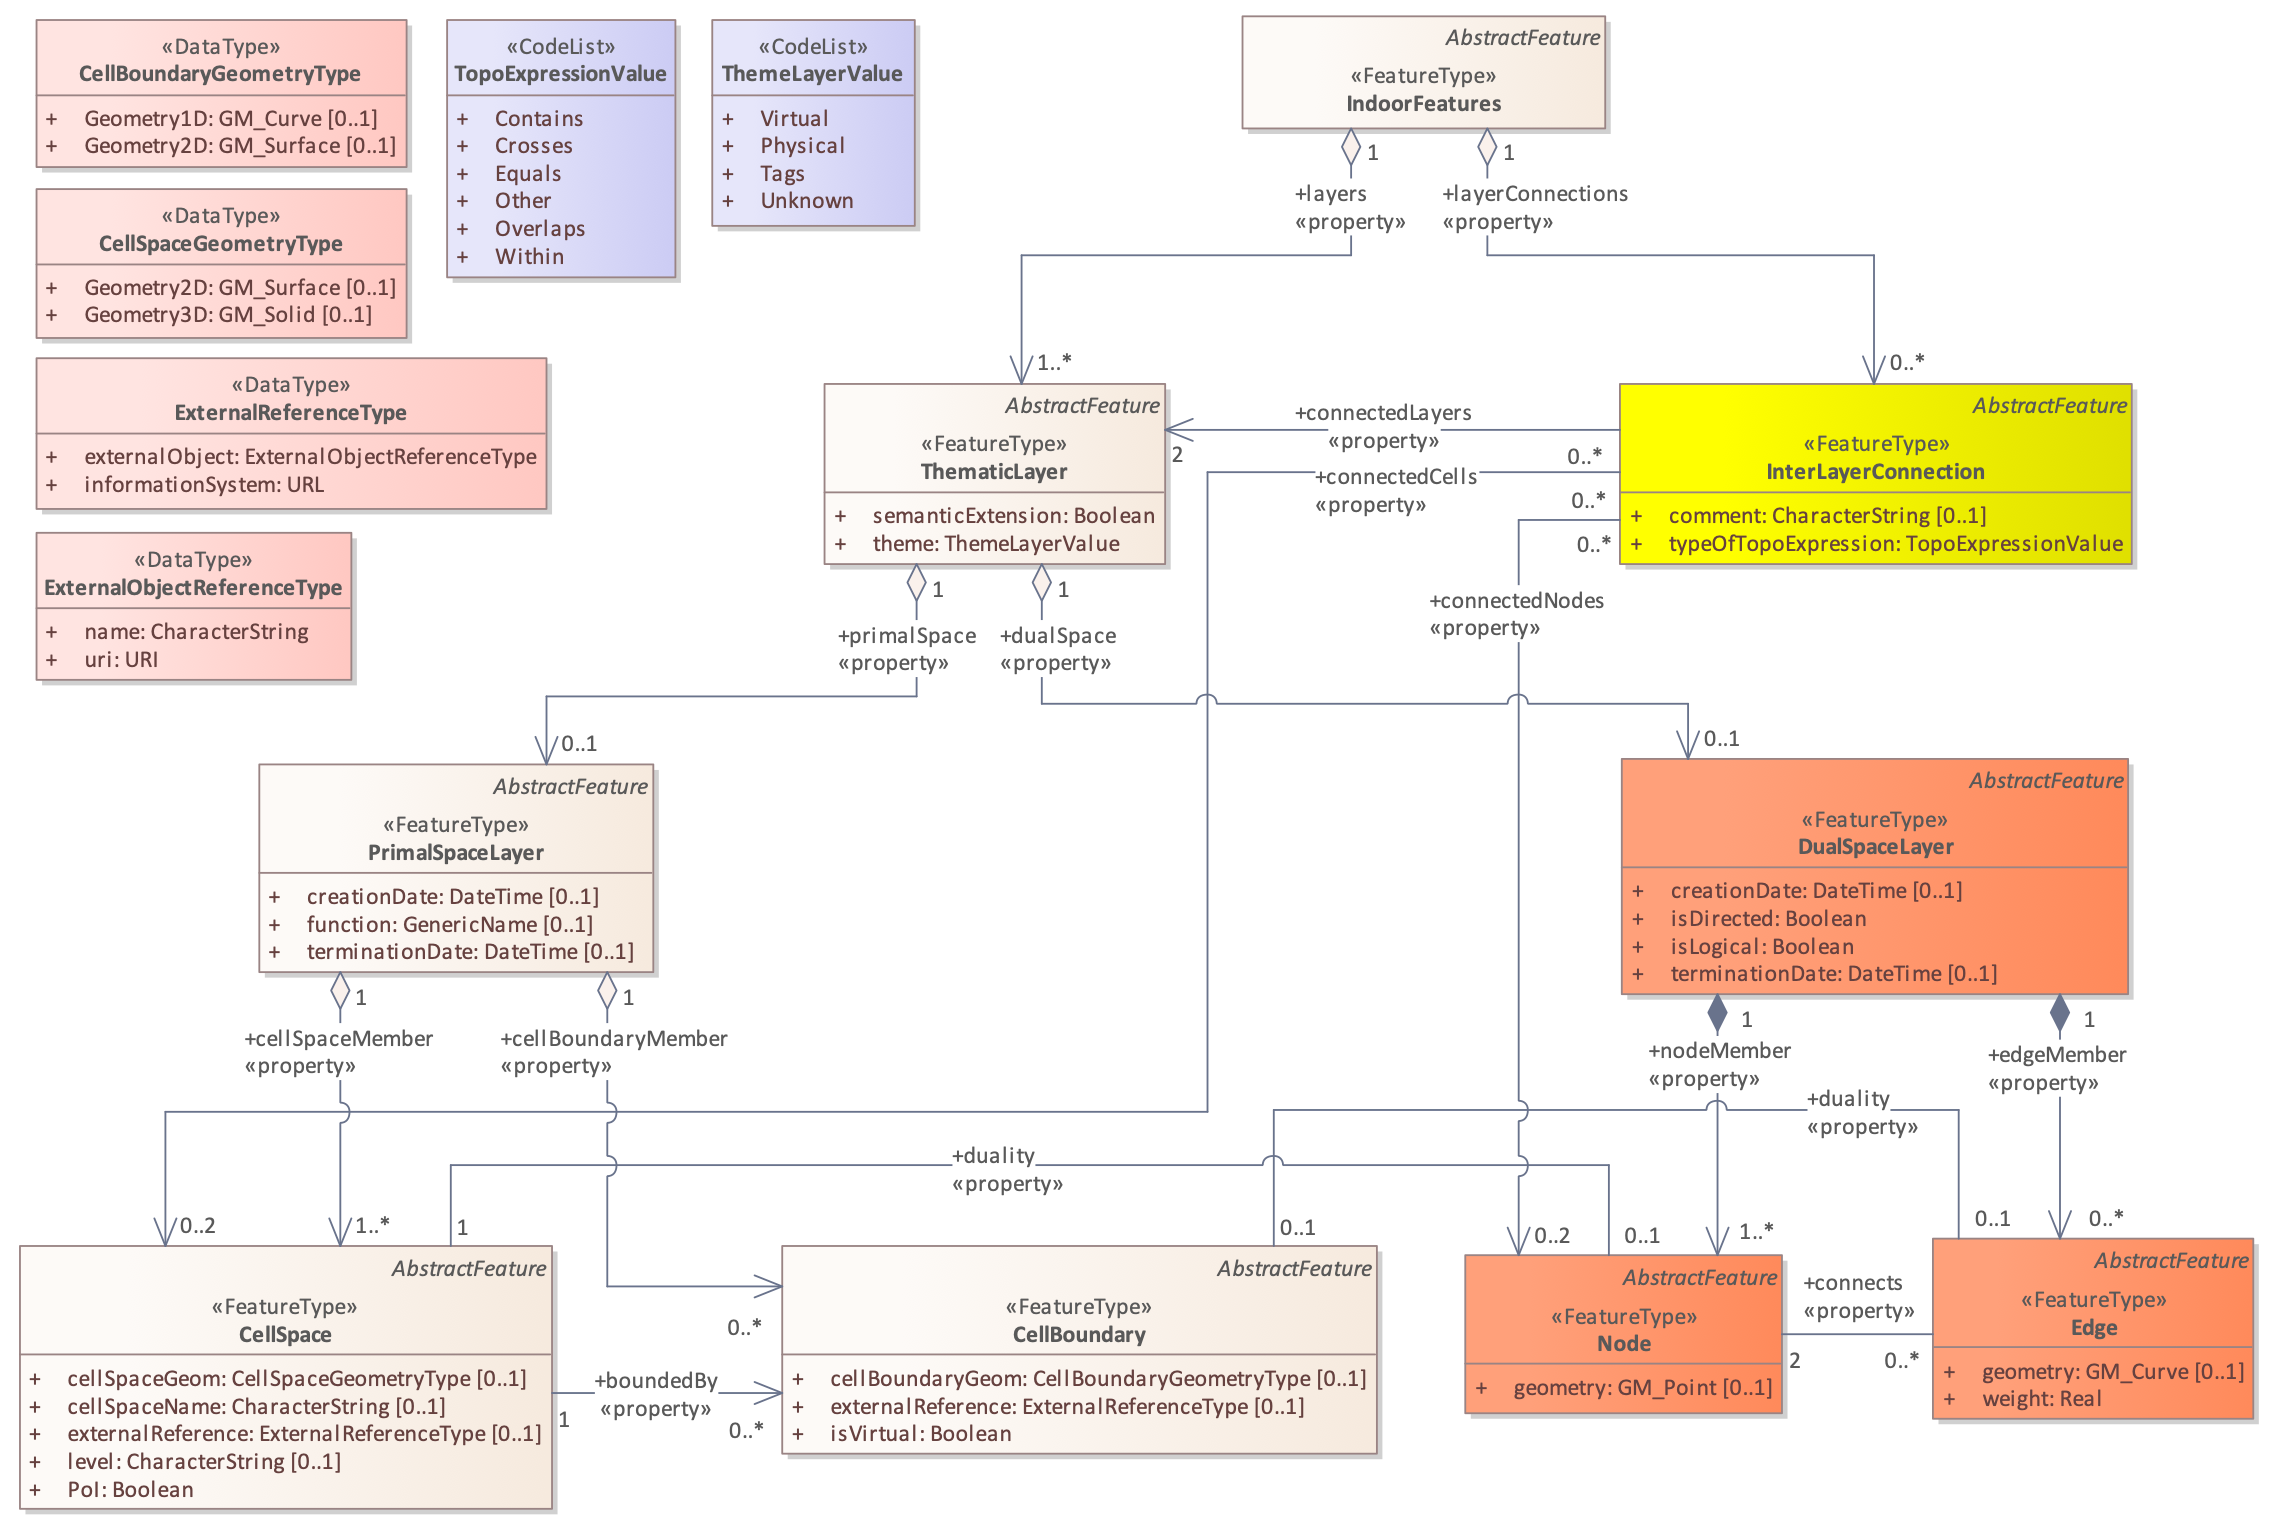 «DataType»
CellBoundaryGeometryType
+ Geometry1D: GM_Curve [0..1]
+ Geometry2D: GM_Surface [0..1]
«CodeList»
TopoExpressionValue
+ Contains
+ Crosses
+ Equals
+ Other
+ Overlaps
+ Within
«CodeList»
ThemeLayerValue
+ Virtual
+ Physical
+ Tags
+ Unknown
AbstractFeature
«FeatureType»
IndoorFeatures
1
1
+layers
«property»
+layerConnections
«property»
«DataType»
CellSpaceGeometryType
+ Geometry2D: GM_Surface [0..1]
+ Geometry3D: GM_Solid [0..1]
«DataType»
ExternalReferenceType
+ externalObject: ExternalObjectReferenceType
+ informationSystem: URL
«DataType»
ExternalObjectReferenceType
+ name: CharacterString
+ uri: URI
1..*
0..*
AbstractFeature
«FeatureType»
ThematicLayer
+ semanticExtension: Boolean
+ theme: ThemeLayerValue
+connectedLayers
«property»
2
0..*
+connectedCells
«property»
0..*
0..*
AbstractFeature
«FeatureType»
InterLayerConnection
+ comment: CharacterString [0..1]
+ typeOfTopoExpression: TopoExpressionValue
1
1
+primalSpace
«property»
+dualSpace
«property»
+connectedNodes
«property»
0..1
0..1
AbstractFeature
«FeatureType»
PrimalSpaceLayer
+ creationDate: DateTime [0..1]
+ function: GenericName [0..1]
+ terminationDate: DateTime [0..1]
AbstractFeature
«FeatureType»
DualSpaceLayer
+ creationDate: DateTime [0..1]
+ isDirected: Boolean
+ isLogical: Boolean
+ terminationDate: DateTime [0..1]
1
1
+cellSpaceMember
«property»
+cellBoundaryMember
«property»
1
1
+nodeMember
«property»
+edgeMember
«property»
+duality
«property»
+duality
«property»
0..2
1..*
1
0..1
0..2
0..1
1..*
0..1
0..*
AbstractFeature
«FeatureType»
CellSpace
+ cellSpaceGeom: CellSpaceGeometryType [0..1]
+ cellSpaceName: CharacterString [0..1]
+ externalReference: ExternalReferenceType [0..1]
+ level: CharacterString [0..1]
+ PoI: Boolean
0..*
+boundedBy
«property»
1
0..*
AbstractFeature
«FeatureType»
CellBoundary
+ cellBoundaryGeom: CellBoundaryGeometryType [0..1]
+ externalReference: ExternalReferenceType [0..1]
+ isVirtual: Boolean
AbstractFeature
«FeatureType»
Node
+ geometry: GM_Point [0..1]
+connects
«property»
2
0..*
AbstractFeature
«FeatureType»
Edge
+ geometry: GM_Curve [0..1]
+ weight: Real